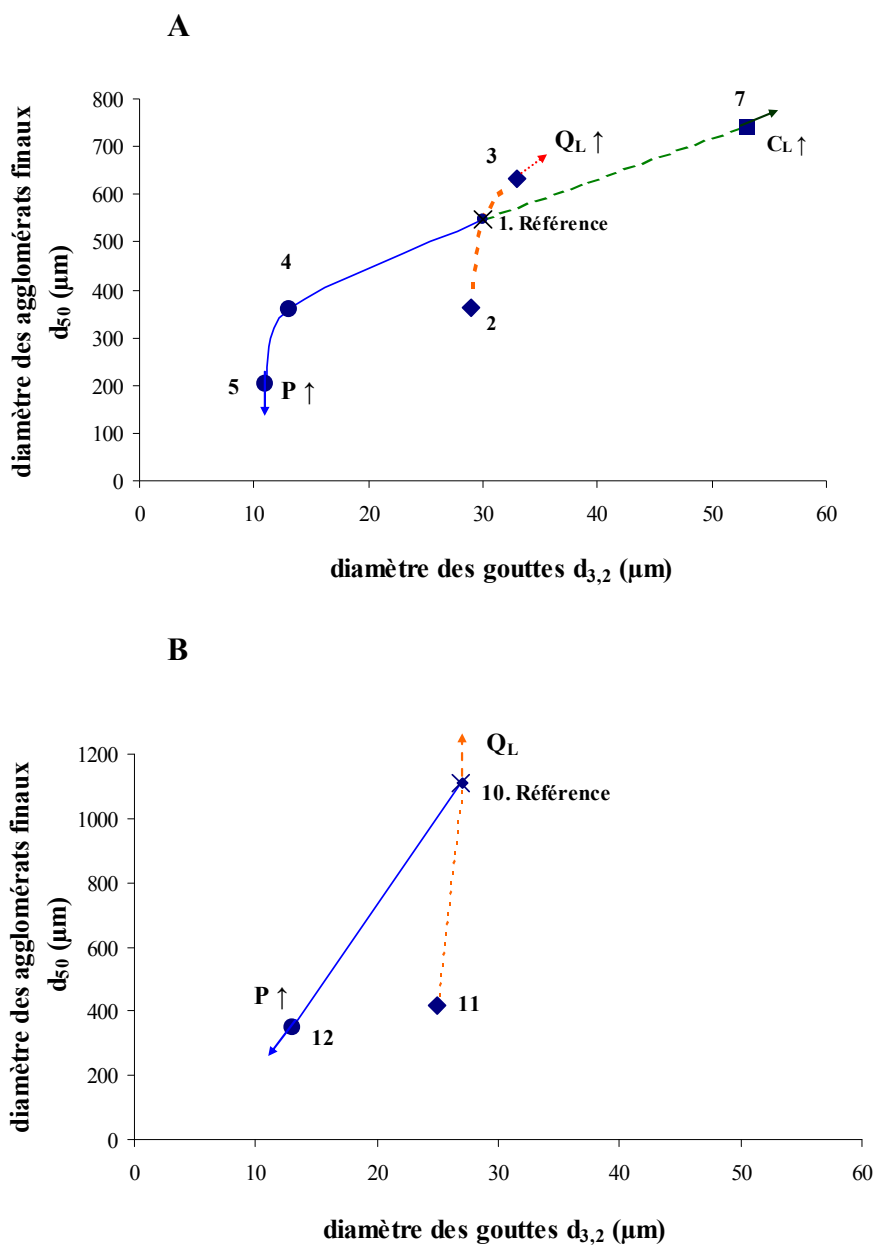 A
diamètre des agglomérats finaux
d50 (µm)
800
700
600
500
400
300
200
100
0
7
CL ↑
3
QL ↑
1. Référence
4
2
5
P ↑
0 10 20 30 40 50 60
diamètre des gouttes d3,2 (µm)
B
diamètre des agglomérats finaux
d50 (µm)
1200
1000
800
600
400
200
0
QL
10. Référence
P ↑
11
12
0 10 20 30 40 50 60
diamètre des gouttes d3,2 (µm)